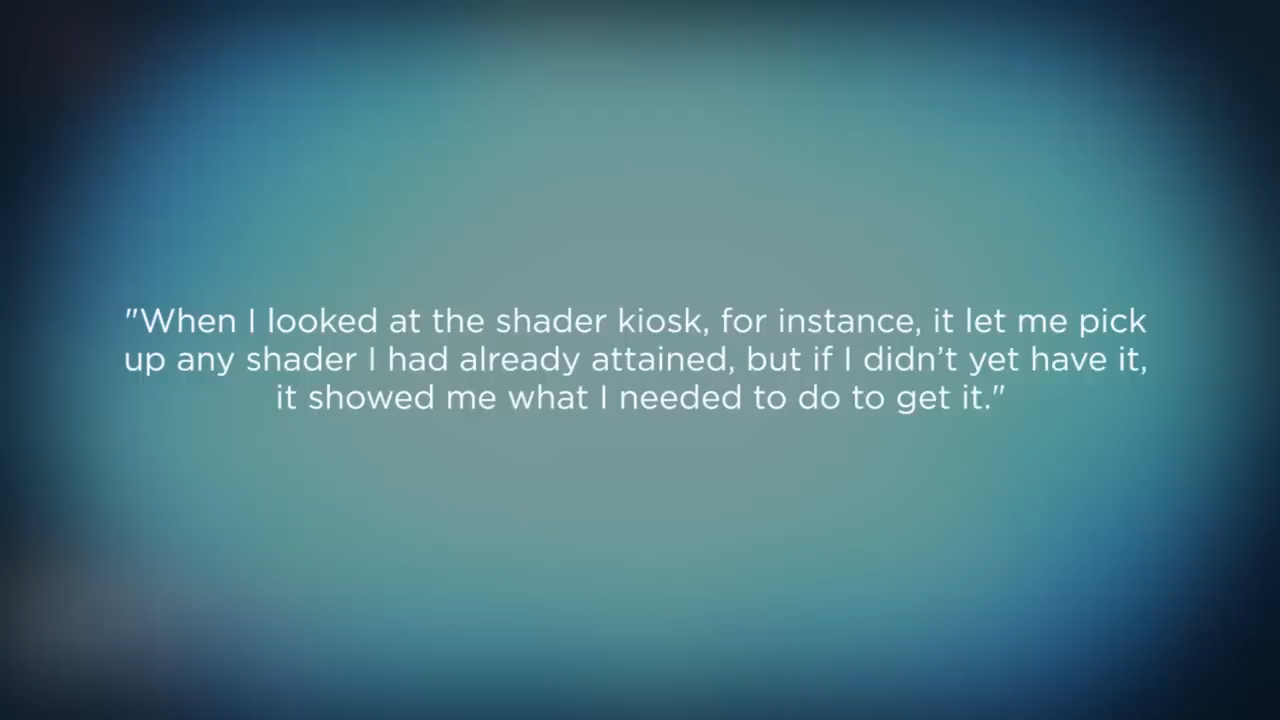 "When I looked at the shader kiosk, for instance, it let me pick
up any shader I had already attained, but if I didn’t yet have it,
it showed me what I needed to do to get it."